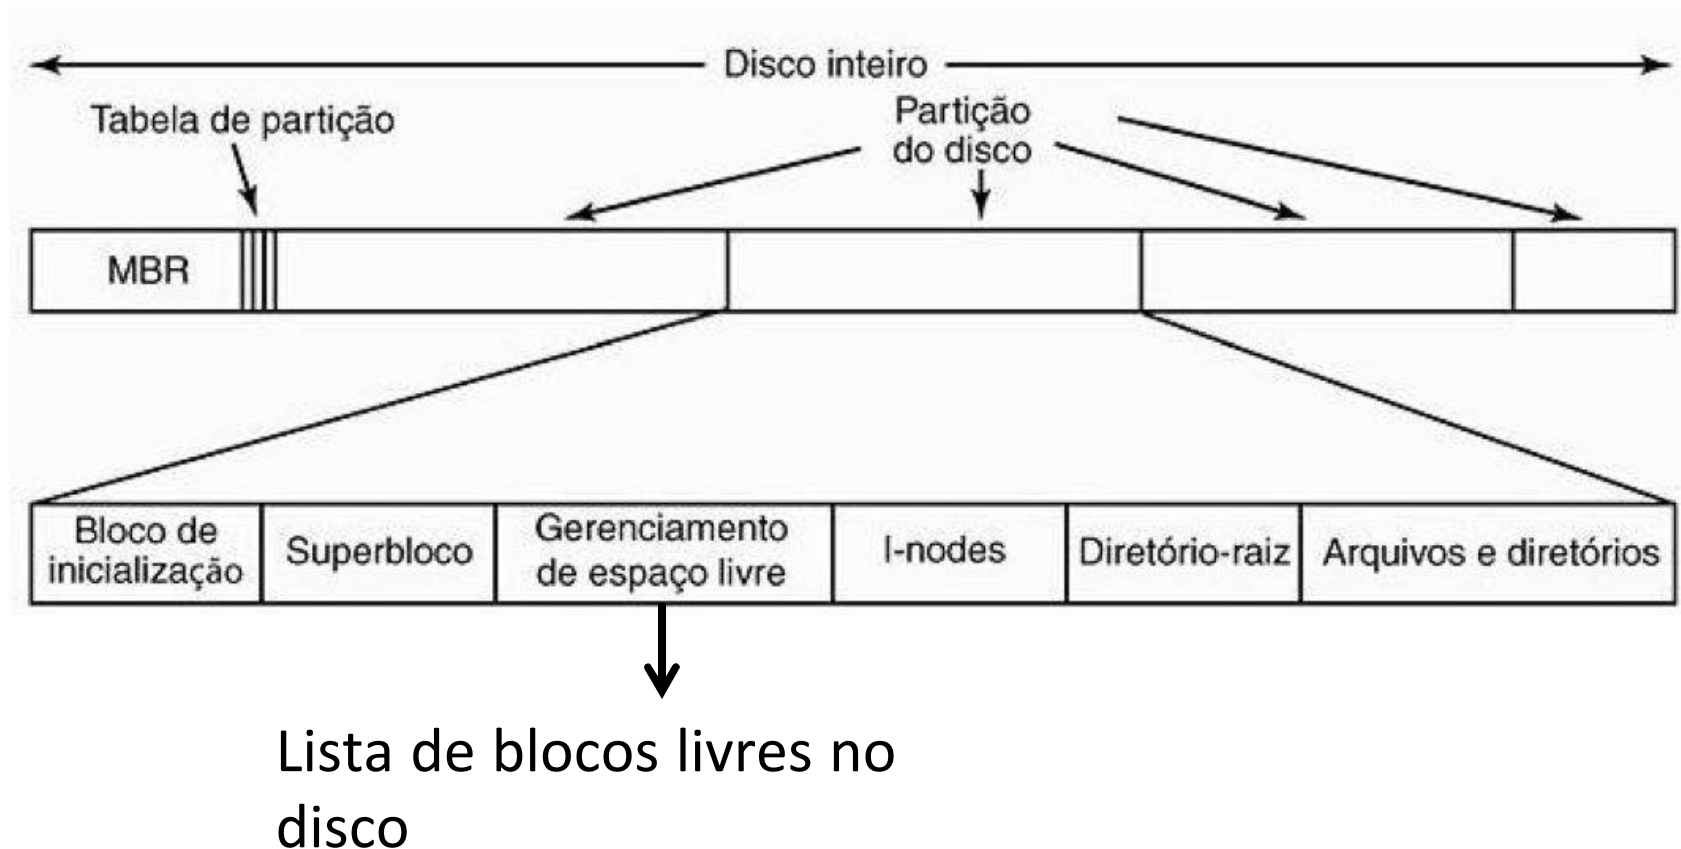 Disco inteiro
Tabela de partição
Partição
do disco
MBR
Bloco de
inicialização
Superbloco
Gerenciamento
de espaço livre
I-nodes
Diretório-raiz
Arquivos e diretórios
Lista de blocos livres no
disco